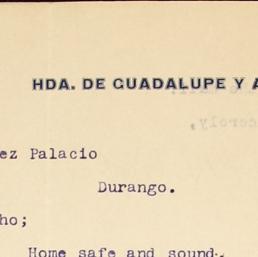 HDA. DE GUADALUPE Y A
ez Palacio
Durango.
ho;
Home safe and sound.